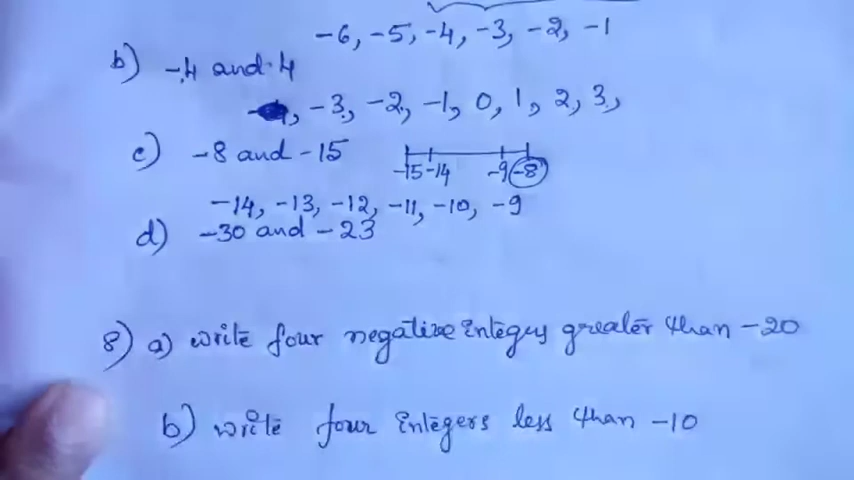 -6, -5, -4, -3, -2, -1
b) -4 and 4
, -3, -2, -1, 0, 1, 2, 3,
c) -8 and -15
-15 -14 -9 -8
-14, -13, -12, -11, -10, -9
d) -30 and -23
8) a) write four negative integers greater than -20
b) write four integers less than -10